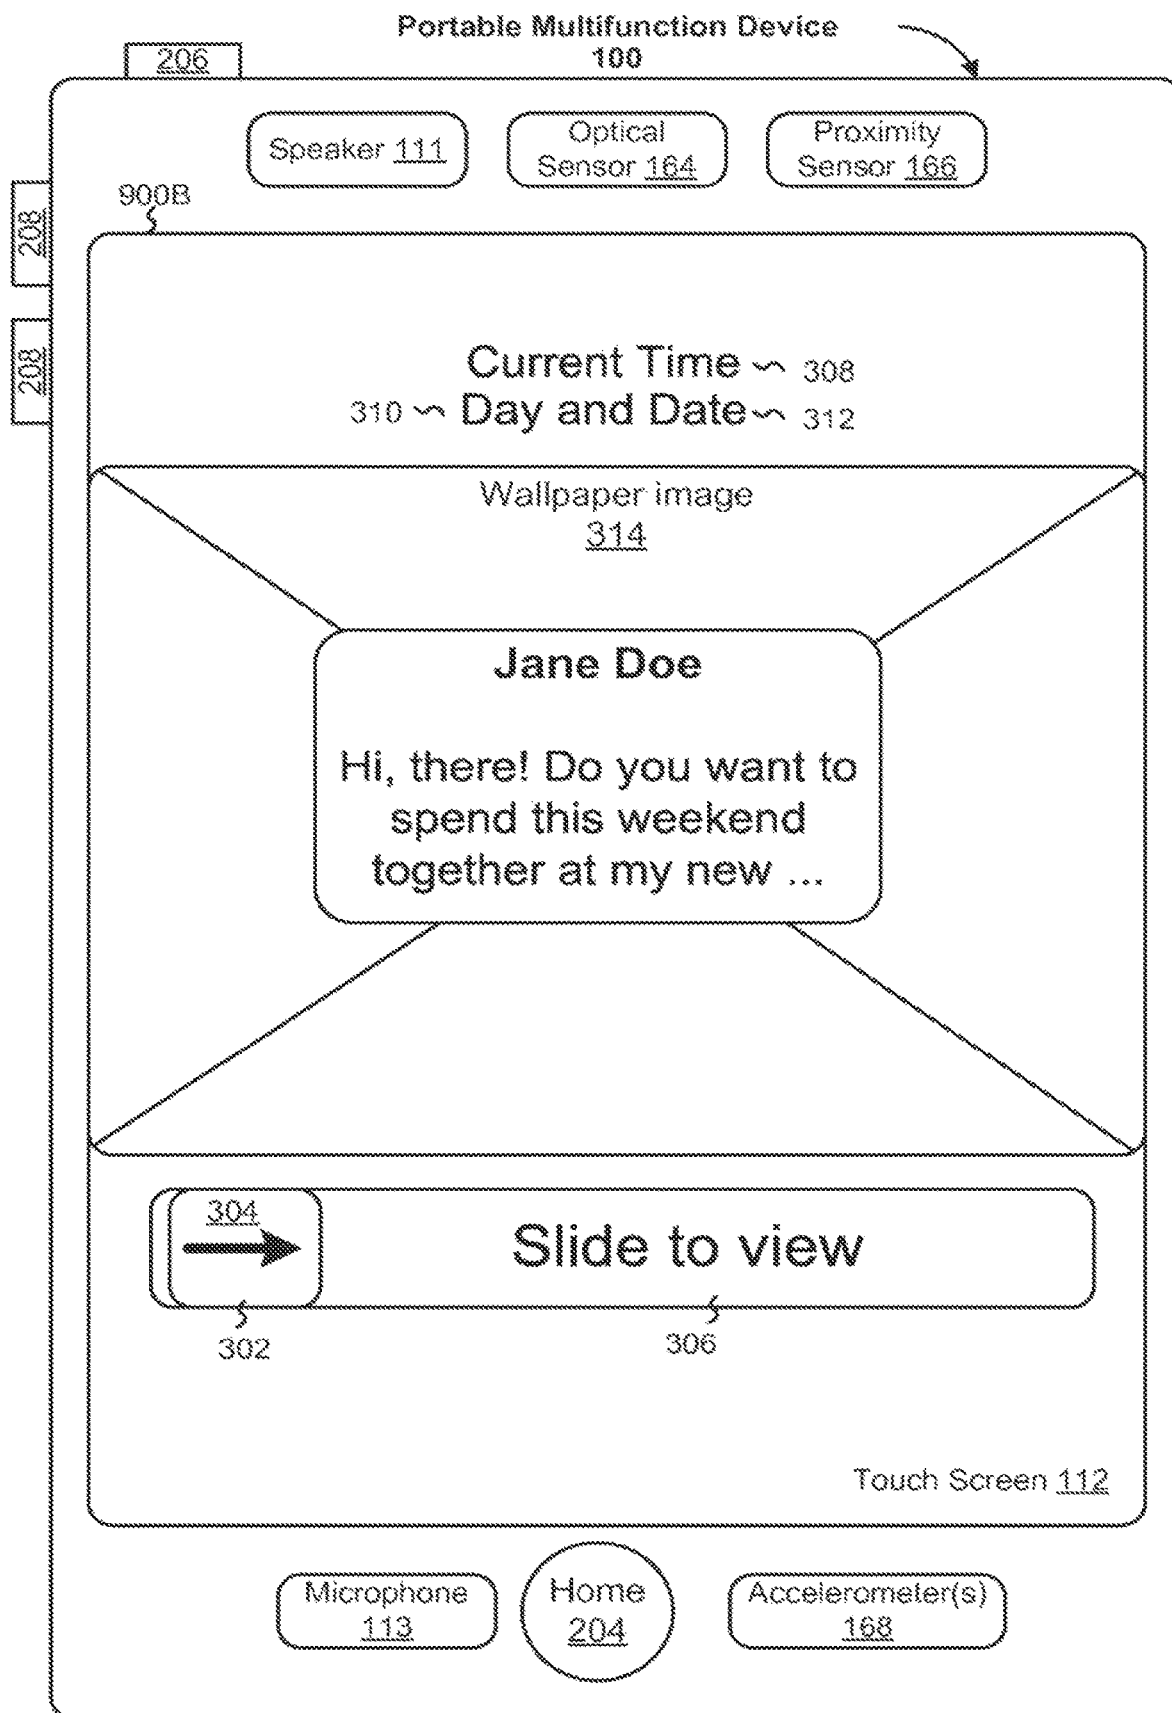 Portable Multifunction Device
100
206
Speaker 111
Optical
Sensor 164
Proximity
Sensor 166
900B
208
208
Current Time 308
310 Day and Date 312
Wallpaper image
314
Jane Doe
Hi, there! Do you want to
spend this weekend
together at my new ...
304
Slide to view
302
306
Touch Screen 112
Microphone
113
Home
204
Accelerometer(s)
168